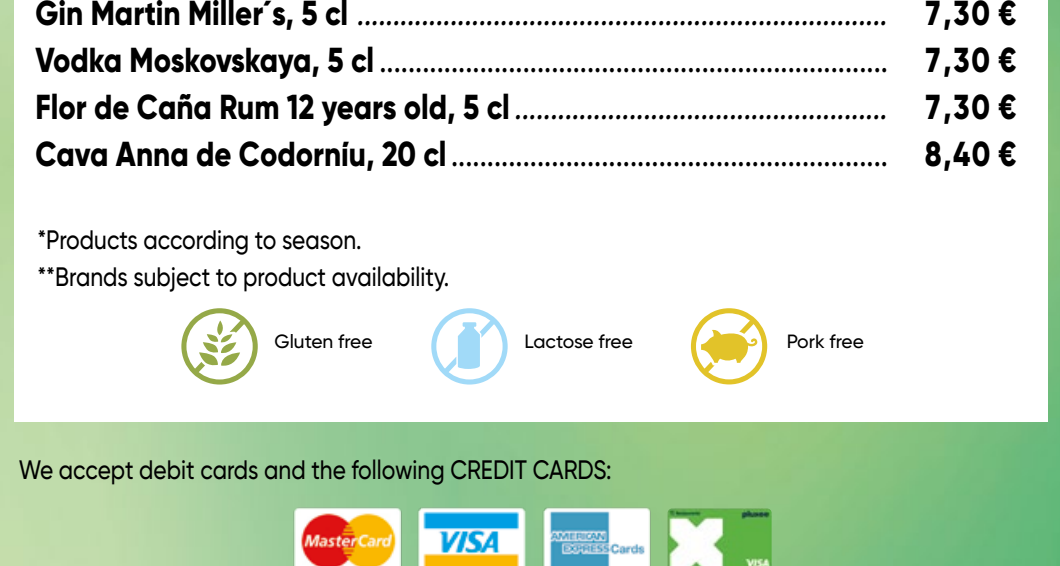 Gin Martin Miller´s, 5 cl ........................................................................................ 7,30 €
Vodka Moskovskaya, 5 cl .................................................................................... 7,30 €
Flor de Caña Rum 12 years old, 5 cl .............................................................. 7,30 €
Cava Anna de Codorníu, 20 cl ........................................................................ 8,40 €
*Products according to season.
**Brands subject to product availability.
Gluten free Lactose free Pork free
We accept debit cards and the following CREDIT CARDS:
MasterCard VISA AMERICAN EXPRESS Cards pluxee VISA